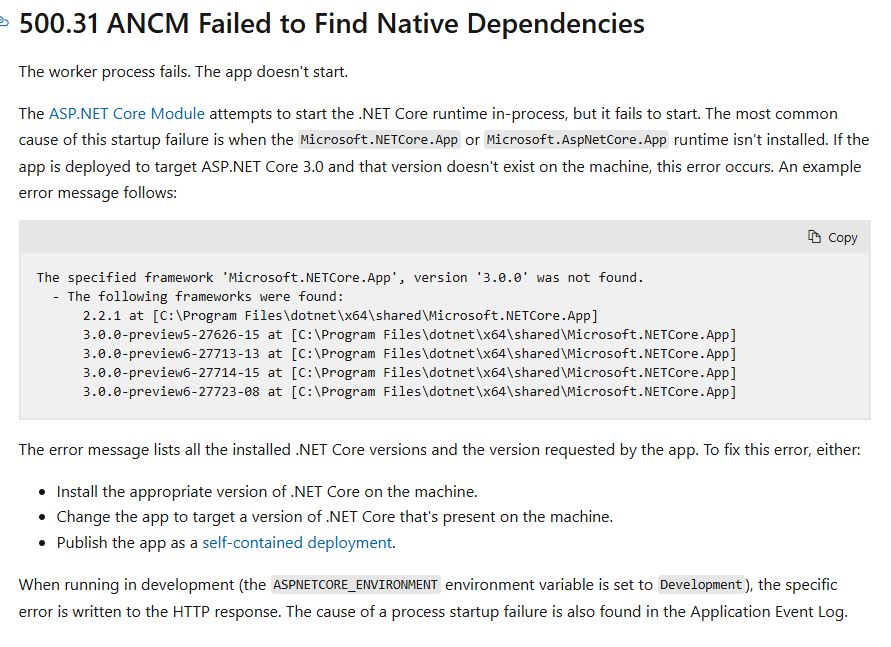 500.31 ANCM Failed to Find Native Dependencies
The worker process fails. The app doesn't start.
The ASP.NET Core Module attempts to start the .NET Core runtime in-process, but it fails to start. The most common
cause of this startup failure is when the Microsoft.NETCore.App or Microsoft.AspNetCore.App runtime isn't installed. If the
app is deployed to target ASP.NET Core 3.0 and that version doesn't exist on the machine, this error occurs. An example
error message follows:
Copy
The specified framework 'Microsoft.NETCore.App', version '3.0.0' was not found.
  - The following frameworks were found:
      2.2.1 at [C:\Program Files\dotnet\x64\shared\Microsoft.NETCore.App]
      3.0.0-preview5-27626-15 at [C:\Program Files\dotnet\x64\shared\Microsoft.NETCore.App]
      3.0.0-preview6-27713-13 at [C:\Program Files\dotnet\x64\shared\Microsoft.NETCore.App]
      3.0.0-preview6-27714-15 at [C:\Program Files\dotnet\x64\shared\Microsoft.NETCore.App]
      3.0.0-preview6-27723-08 at [C:\Program Files\dotnet\x64\shared\Microsoft.NETCore.App]
The error message lists all the installed .NET Core versions and the version requested by the app. To fix this error, either:
• Install the appropriate version of .NET Core on the machine.
• Change the app to target a version of .NET Core that's present on the machine.
• Publish the app as a self-contained deployment.
When running in development (the ASPNETCORE_ENVIRONMENT environment variable is set to Development), the specific
error is written to the HTTP response. The cause of a process startup failure is also found in the Application Event Log.